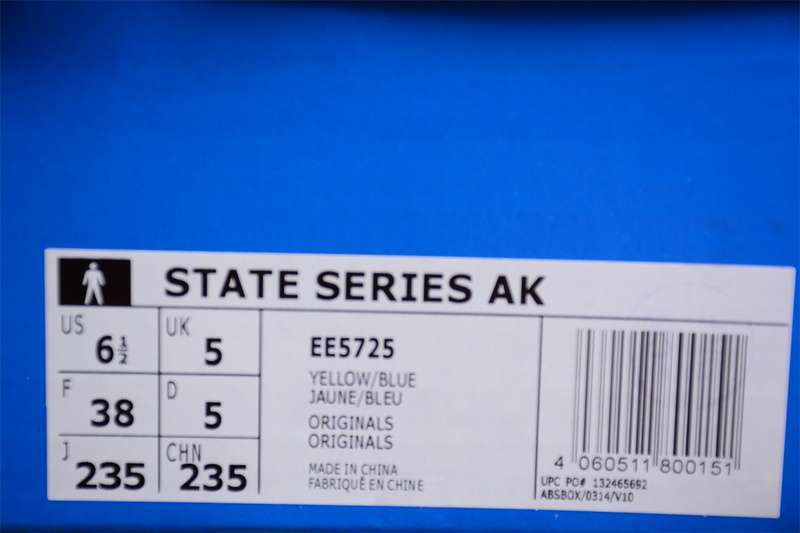 STATE SERIES AK
US 6½ UK 5
F 38 D 5
J 235 CHN 235
EE5725
YELLOW/BLUE
JAUNE/BLEU
ORIGINALS
ORIGINALS
MADE IN CHINA
FABRIQUÉ EN CHINE
4 060511 800151
UPC PO# 132465692
ABSBOX/0314/V10